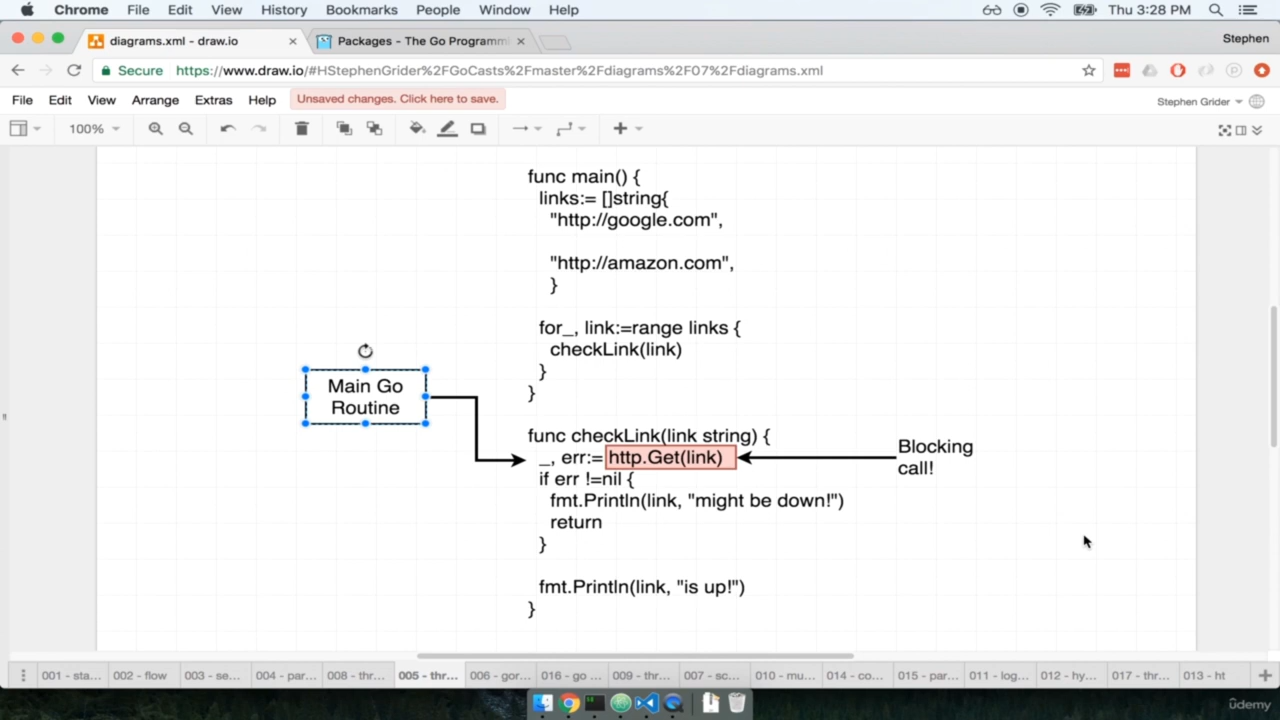 Chrome File Edit View History Bookmarks People Window Help Thu 3:28 PM
diagrams.xml - draw.io Packages - The Go Programmi Stephen
Secure https://www.draw.io/#HStephenGrider%2FGoCasts%2Fmaster%2Fdiagrams%2F07%2Fdiagrams.xml
File Edit View Arrange Extras Help Unsaved changes. Click here to save. Stephen Grider
100%
func main() {
links:= []string{
"http://google.com",
"http://amazon.com",
}
for_, link:=range links {
checkLink(link)
}
}
Main Go
Routine
func checkLink(link string) {
_, err:= http.Get(link)
if err !=nil {
fmt.Println(link, "might be down!")
return
}
fmt.Println(link, "is up!")
}
Blocking
call!
001 - sta... 002 - flow 003 - se... 004 - par... 008 - thr... 005 - thr... 006 - gor... 016 - go ... 009 - thr... 007 - sc... 010 - mu... 014 - co... 015 - par... 011 - log... 012 - hy... 017 - thr... 013 - ht
ûdemy